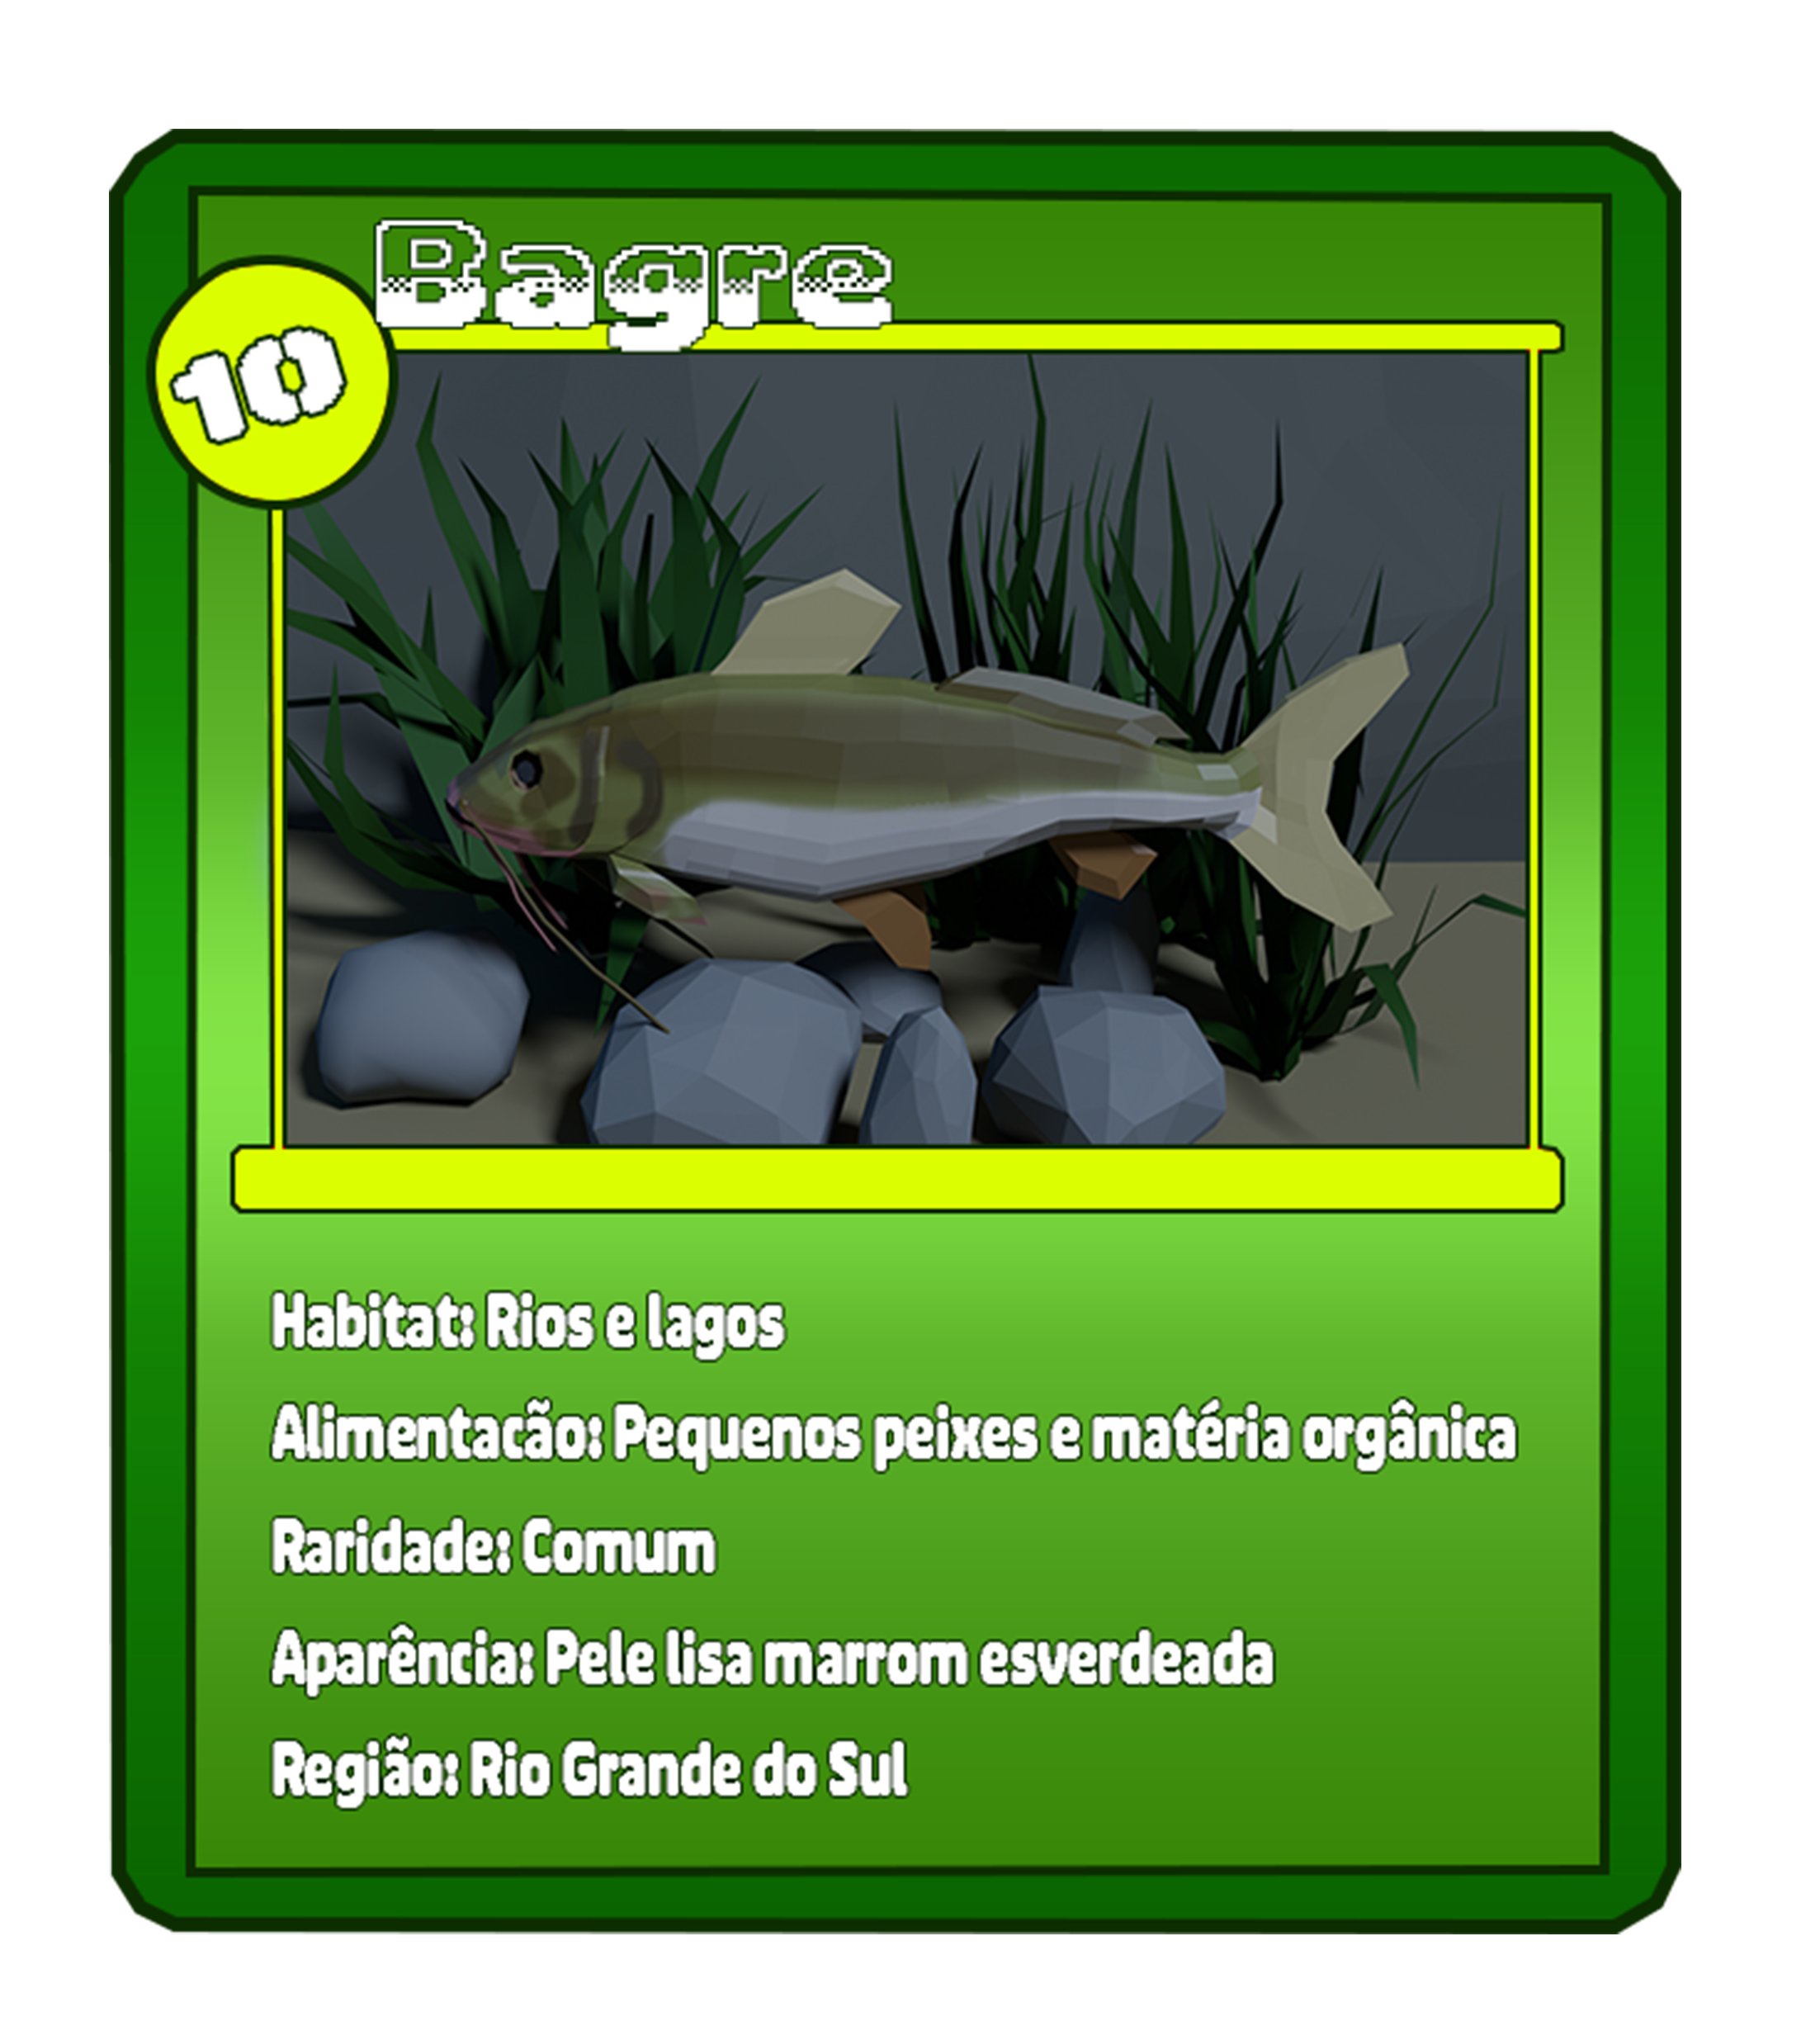 Bagre
10
Habitat: Rios e lagos
Alimentacão: Pequenos peixes e matéria orgânica
Raridade: Comum
Aparência: Pele lisa marrom esverdeada
Região: Rio Grande do Sul